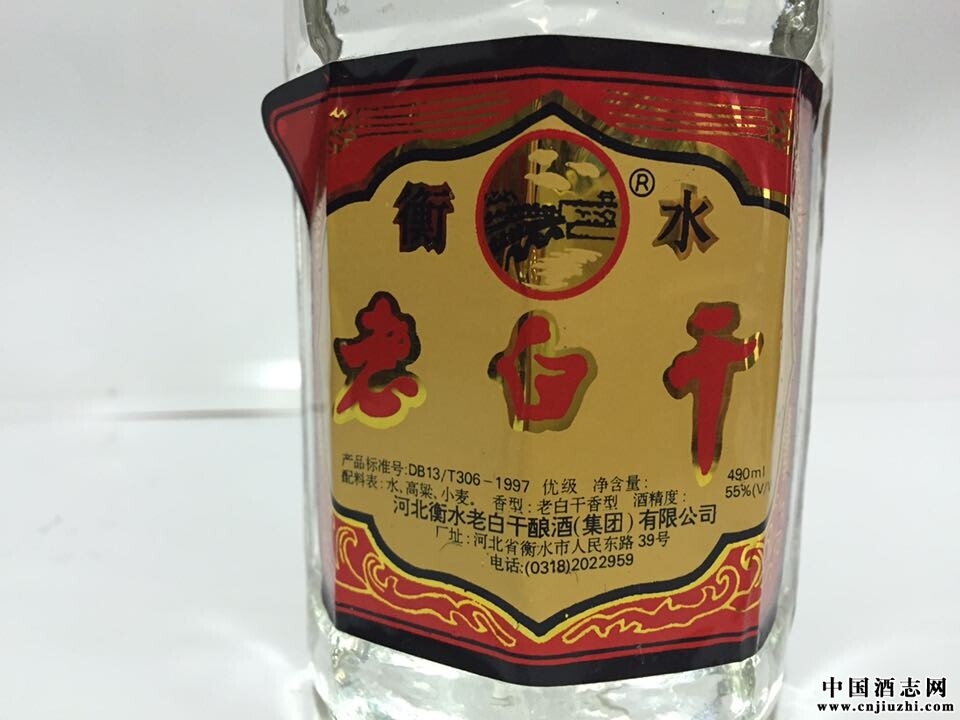 衡 ® 水
老白干
产品标准号:DB13/T306-1997 优级 净含量: 490ml
配料表:水、高粱、小麦。 香型:老白干香型 酒精度: 55%(V/V
河北衡水老白干酿酒(集团)有限公司
厂址:河北省衡水市人民东路39号
电话:(0318)2022959
中国酒志网
www.cnjiuzhi.com